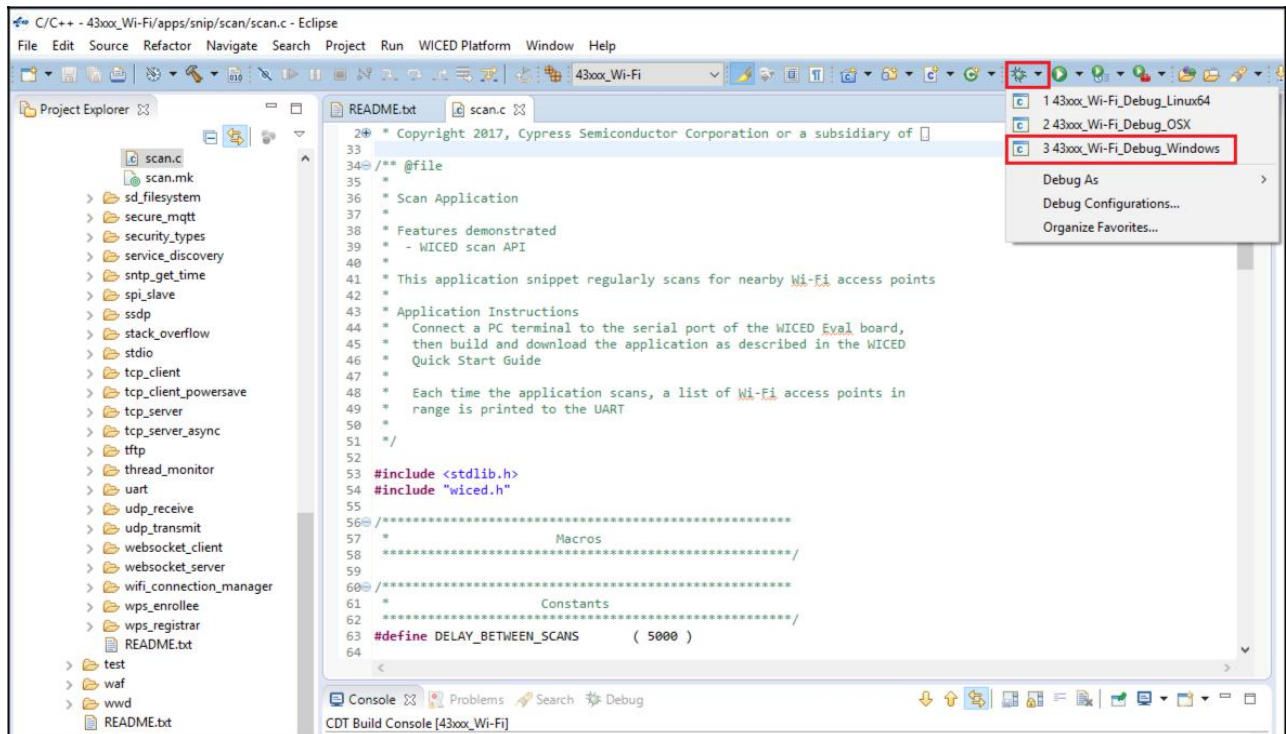 C/C++ - 43xxx_Wi-Fi/apps/snip/scan/scan.c - Eclipse
File Edit Source Refactor Navigate Search Project Run WICED Platform Window Help
43xxx_Wi-Fi
Project Explorer
scan.c
scan.mk
sd_filesystem
secure_mqtt
security_types
service_discovery
sntp_get_time
spi_slave
ssdp
stack_overflow
stdio
tcp_client
tcp_client_powersave
tcp_server
tcp_server_async
tftp
thread_monitor
uart
udp_receive
udp_transmit
websocket_client
websocket_server
wifi_connection_manager
wps_enrollee
wps_registrar
README.txt
test
waf
wwd
README.txt
README.txt scan.c
2 * Copyright 2017, Cypress Semiconductor Corporation or a subsidiary of
33
34 /** @file
35 *
36 * Scan Application
37 *
38 * Features demonstrated
39 * - WICED scan API
40 *
41 * This application snippet regularly scans for nearby Wi-Fi access points
42 *
43 * Application Instructions
44 * Connect a PC terminal to the serial port of the WICED Eval board,
45 * then build and download the application as described in the WICED
46 * Quick Start Guide
47 *
48 * Each time the application scans, a list of Wi-Fi access points in
49 * range is printed to the UART
50 *
51 */
52
53 #include <stdlib.h>
54 #include "wiced.h"
55
56 /******************************************************
57 * Macros
58 ******************************************************/
59
60 /******************************************************
61 * Constants
62 ******************************************************/
63 #define DELAY_BETWEEN_SCANS ( 5000 )
64
1 43xxx_Wi-Fi_Debug_Linux64
2 43xxx_Wi-Fi_Debug_OSX
3 43xxx_Wi-Fi_Debug_Windows
Debug As
Debug Configurations...
Organize Favorites...
Console Problems Search Debug
CDT Build Console [43xxx_Wi-Fi]